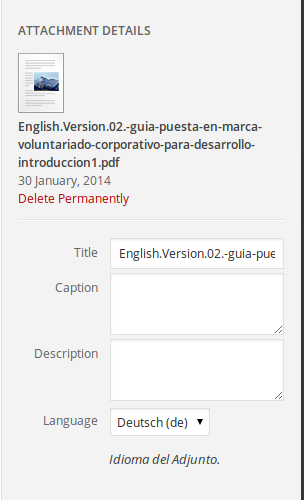 ATTACHMENT DETAILS
English.Version.02.-guia-puesta-en-marca-
voluntariado-corporativo-para-desarrollo-
introduccion1.pdf
30 January, 2014
Delete Permanently
Title English.Version.02.-guia-pue
Caption
Description
Language Deutsch (de)
Idioma del Adjunto.